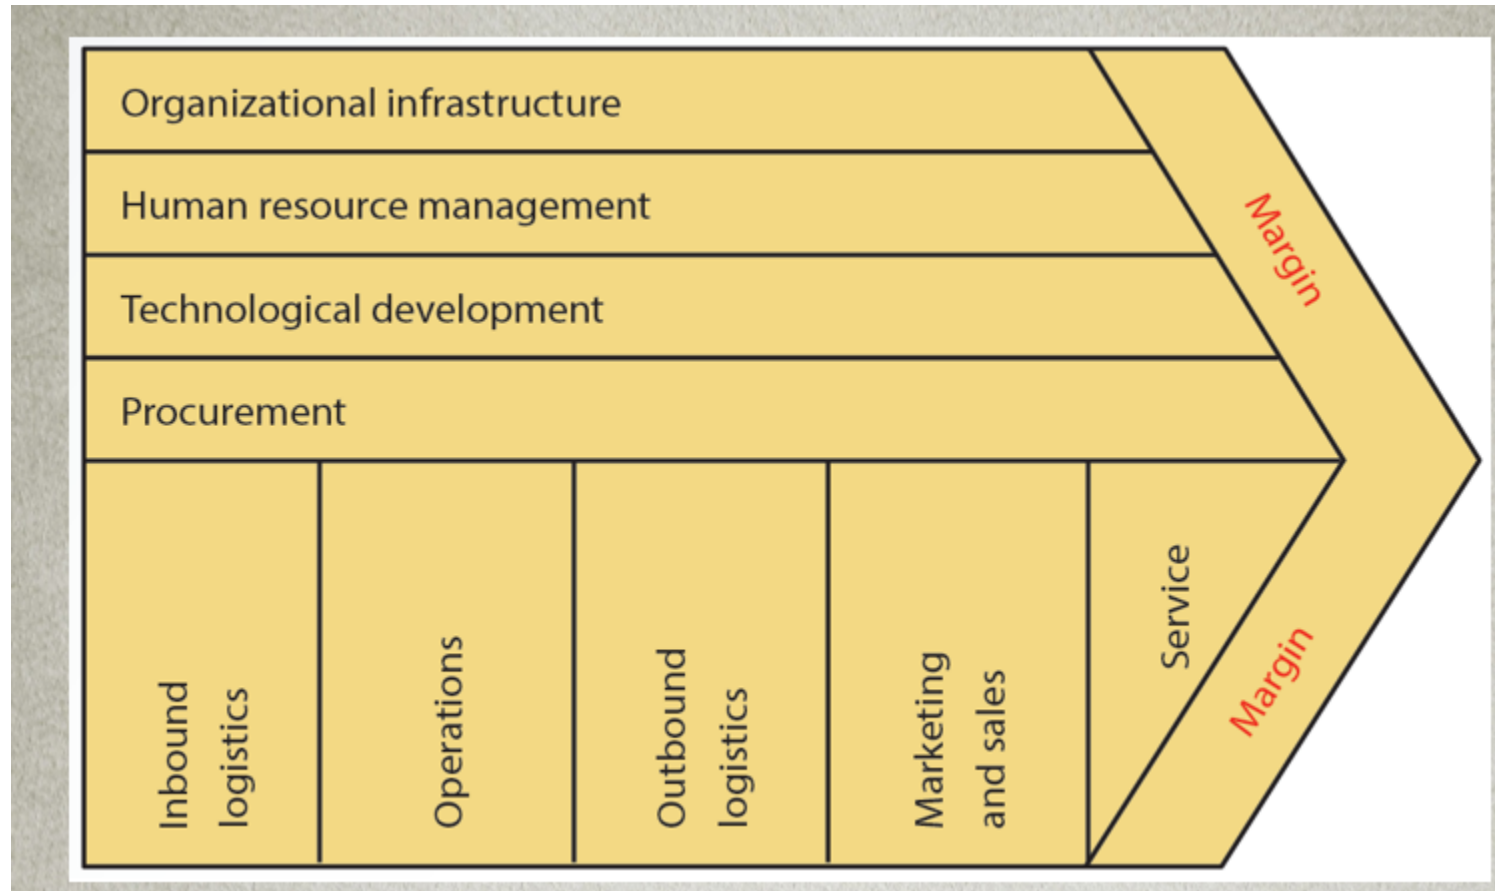 Organizational infrastructure
Human resource management
Technological development
Procurement
Margin
Inbound
logistics
Operations
Outbound
logistics
Marketing
and sales
Service
Margin